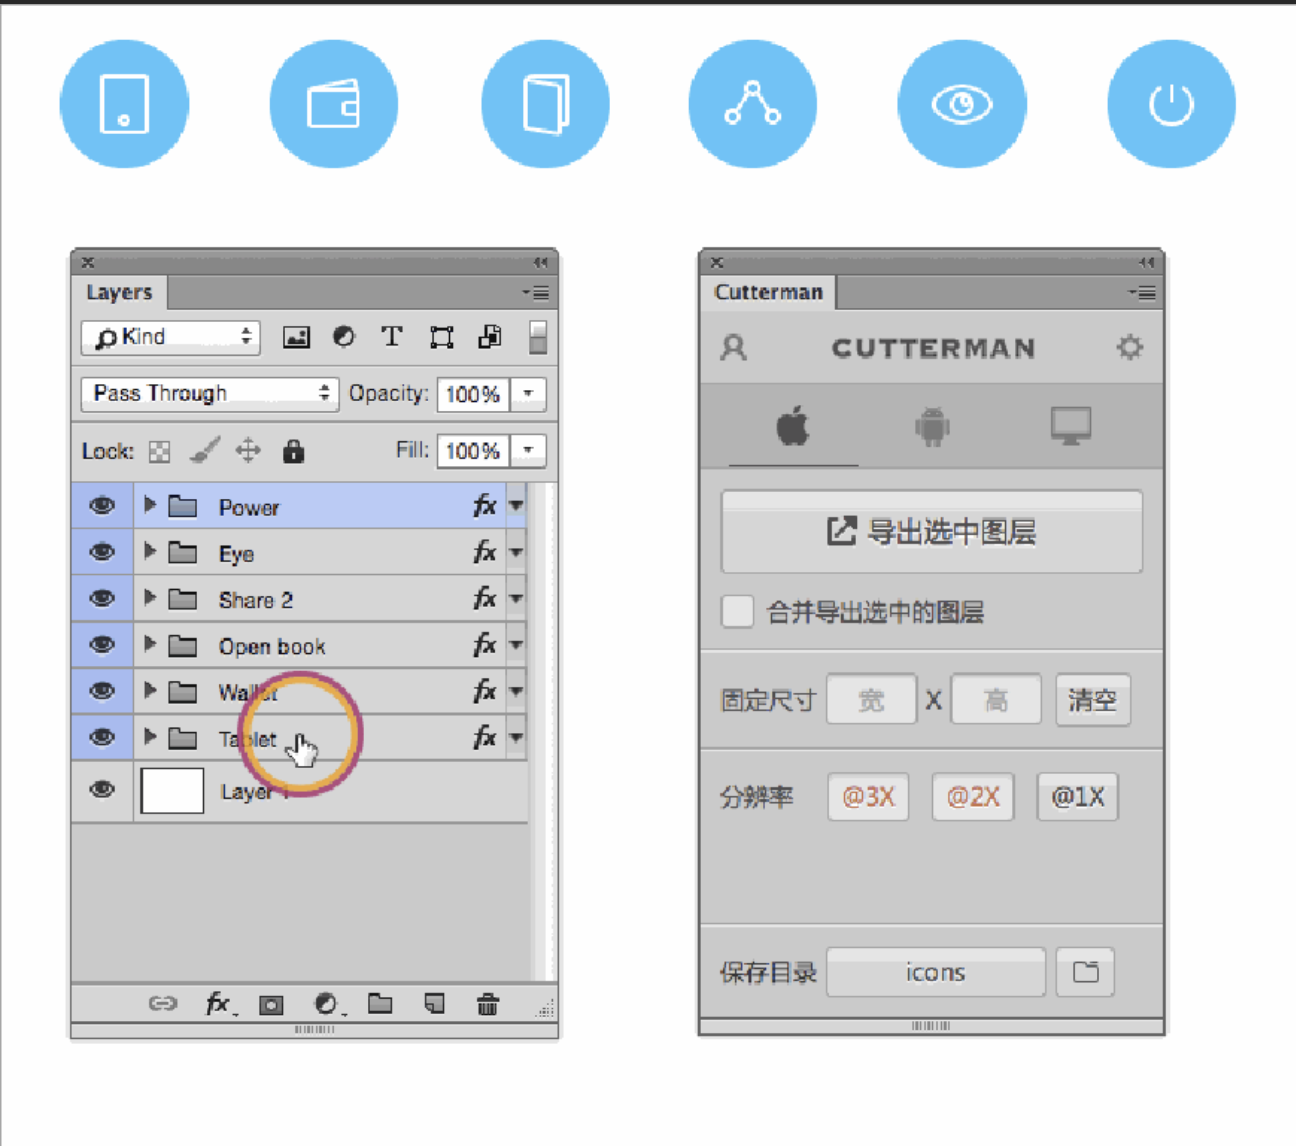 Layers
Kind
Pass Through Opacity: 100%
Lock: Fill: 100%
Power fx
Eye fx
Share 2 fx
Open book fx
Wallet fx
Tablet fx
Layer 1
fx
Cutterman
CUTTERMAN
导出选中图层
合并导出选中的图层
固定尺寸 宽 X 高 清空
分辨率 @3X @2X @1X
保存目录 icons